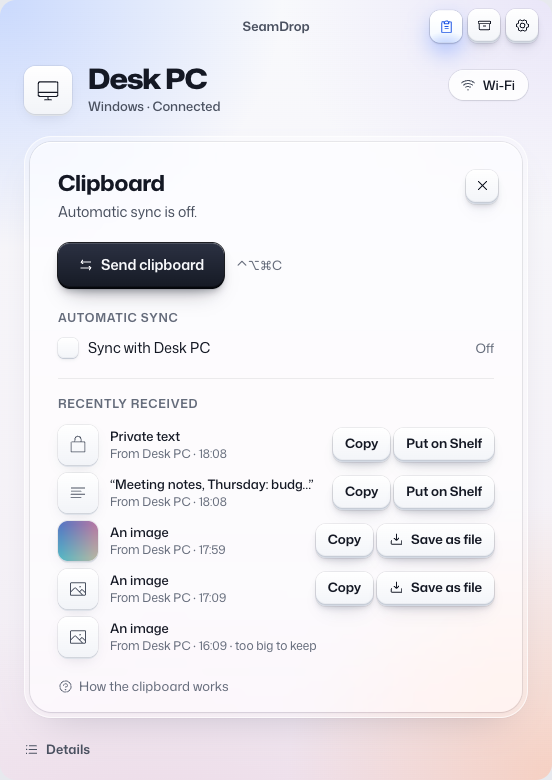 SeamDrop
Desk PC
Windows · Connected
Wi-Fi
Clipboard
Automatic sync is off.
Send clipboard
^⌥⌘C
AUTOMATIC SYNC
Sync with Desk PC
Off
RECENTLY RECEIVED
Private text
From Desk PC · 18:08
Copy
Put on Shelf
“Meeting notes, Thursday: budg…”
From Desk PC · 18:08
Copy
Put on Shelf
An image
From Desk PC · 17:59
Copy
Save as file
An image
From Desk PC · 17:09
Copy
Save as file
An image
From Desk PC · 16:09 · too big to keep
How the clipboard works
Details